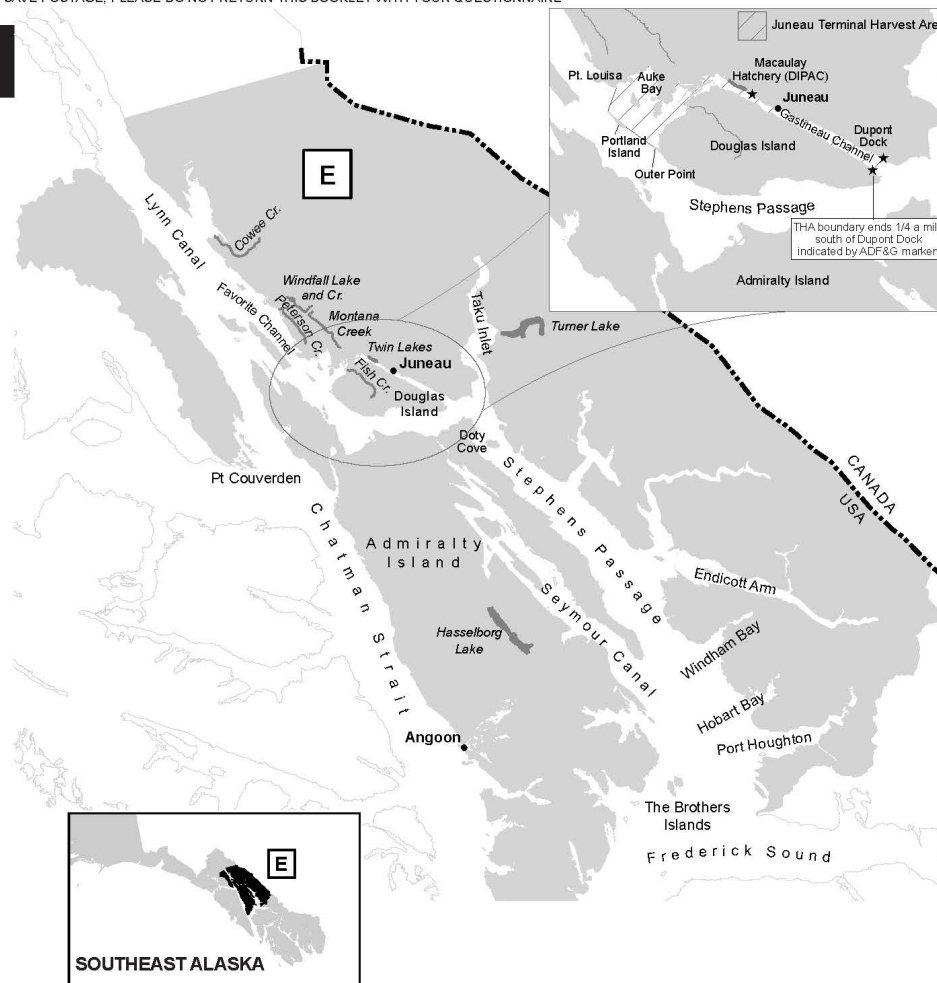 SAVE POSTAGE, PLEASE DO NOT RETURN THIS BOOKLET WITH YOUR QUESTIONNAIRE
Juneau Terminal Harvest Are
Pt. Louisa
Auke
Bay
Macaulay
Hatchery (DIPAC)
Juneau
Gastineau Channel
Dupont
Dock
Portland
Island
Douglas Island
Outer Point
Stephens Passage
THA boundary ends 1/4 a mil
south of Dupont Dock
indicated by ADF&G marker
Admiralty Island
E
Lynn Canal
Cowee Cr.
Windfall Lake
and Cr.
Favorite Channel
Peterson Cr.
Montana
Creek
Twin Lakes
Juneau
Fish Cr.
Douglas
Island
Taku Inlet
Turner Lake
Doty
Cove
Pt Couverden
CANADA
USA
Chatman Strait
Admiralty
Island
Stephens Passage
Seymour Canal
Endicott Arm
Hasselborg
Lake
Windham Bay
Hobart Bay
Port Houghton
Angoon
The Brothers
Islands
Frederick Sound
E
SOUTHEAST ALASKA